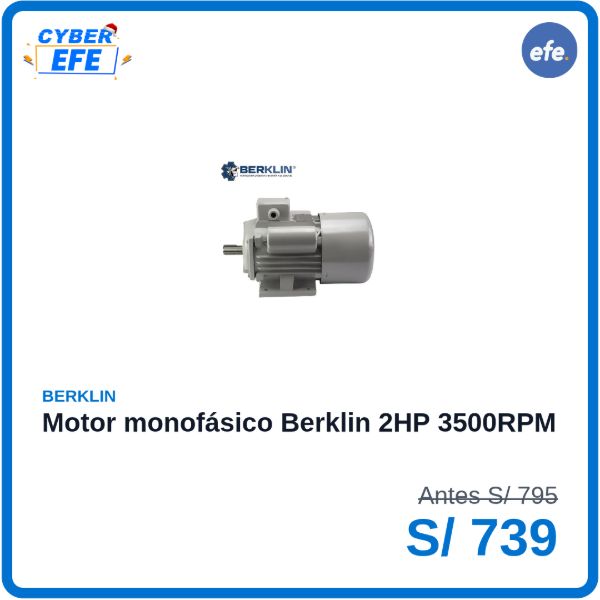 CYBER
EFE
efe.
BERKLIN®
BERKLIN
Motor monofásico Berklin 2HP 3500RPM
Antes S/ 795
S/ 739